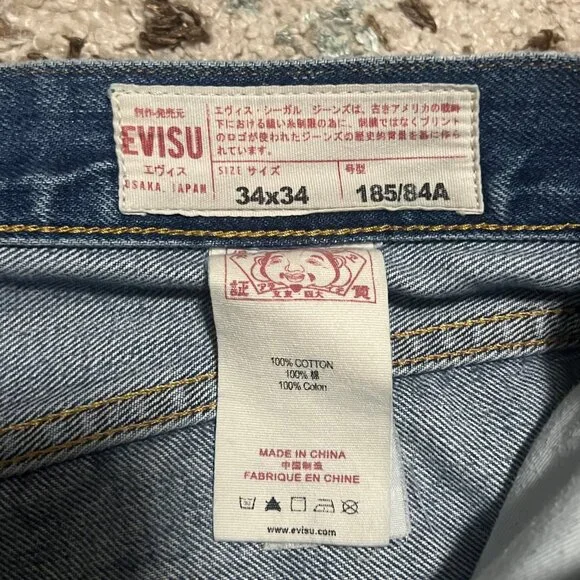 制作・発売元
EVISU
エヴィス
OSAKA, JAPAN
エヴィス・シーガル ジーンズは、古きアメリカの戦時
下における縫い糸制限の為に、刺繍ではなくプリント
のロゴが使われたジーンズの歴史的背景を基に作ら
れています。
SIZE サイズ
34x34
号型
185/84A
証
質
100% COTTON
100% 棉
100% Coton
MADE IN CHINA
中国制造
FABRIQUE EN CHINE
www.evisu.com